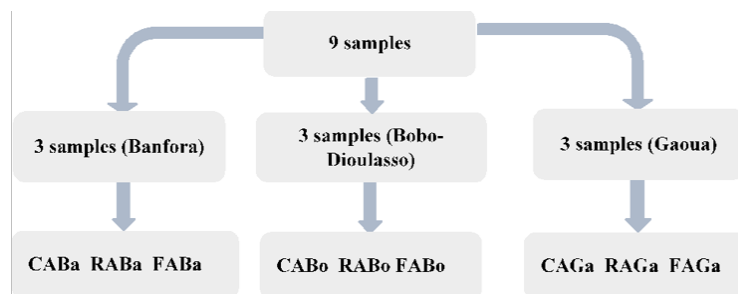 9 samples
3 samples (Banfora)
3 samples (Bobo-
Dioulasso)
3 samples (Gaoua)
CABa RABa FABa
CABo RABo FABo
CAGa RAGa FAGa